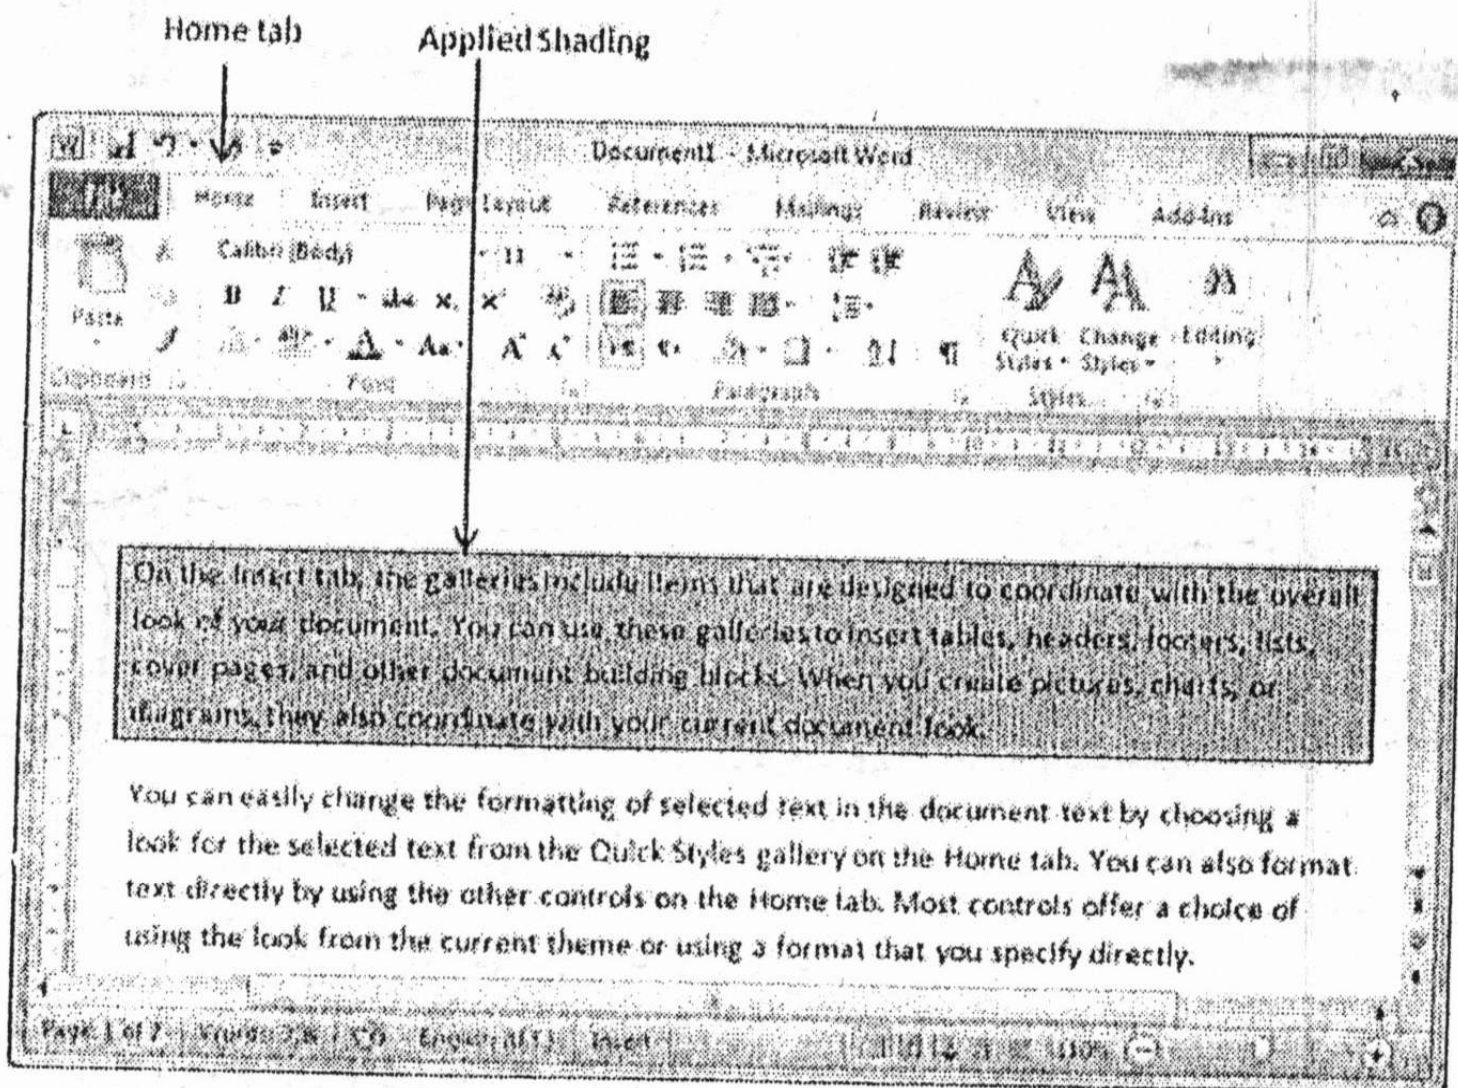 Home tab
Applied Shading
Document1 - Microsoft Word
Home Insert Page Layout References Mailings Review View Add-Ins
Calibri (Body) 11
B I U abc x, x²
Paste
Aa A A
Quick Styles Change Styles Editing
Clipboard Font Paragraph Styles
On the Insert tab, the galleries include items that are designed to coordinate with the overall
look of your document. You can use these galleries to insert tables, headers, footers, lists,
cover pages, and other document building blocks. When you create pictures, charts, or
diagrams, they also coordinate with your current document look.
You can easily change the formatting of selected text in the document text by choosing a
look for the selected text from the Quick Styles gallery on the Home tab. You can also format
text directly by using the other controls on the Home tab. Most controls offer a choice of
using the look from the current theme or using a format that you specify directly.
Insert